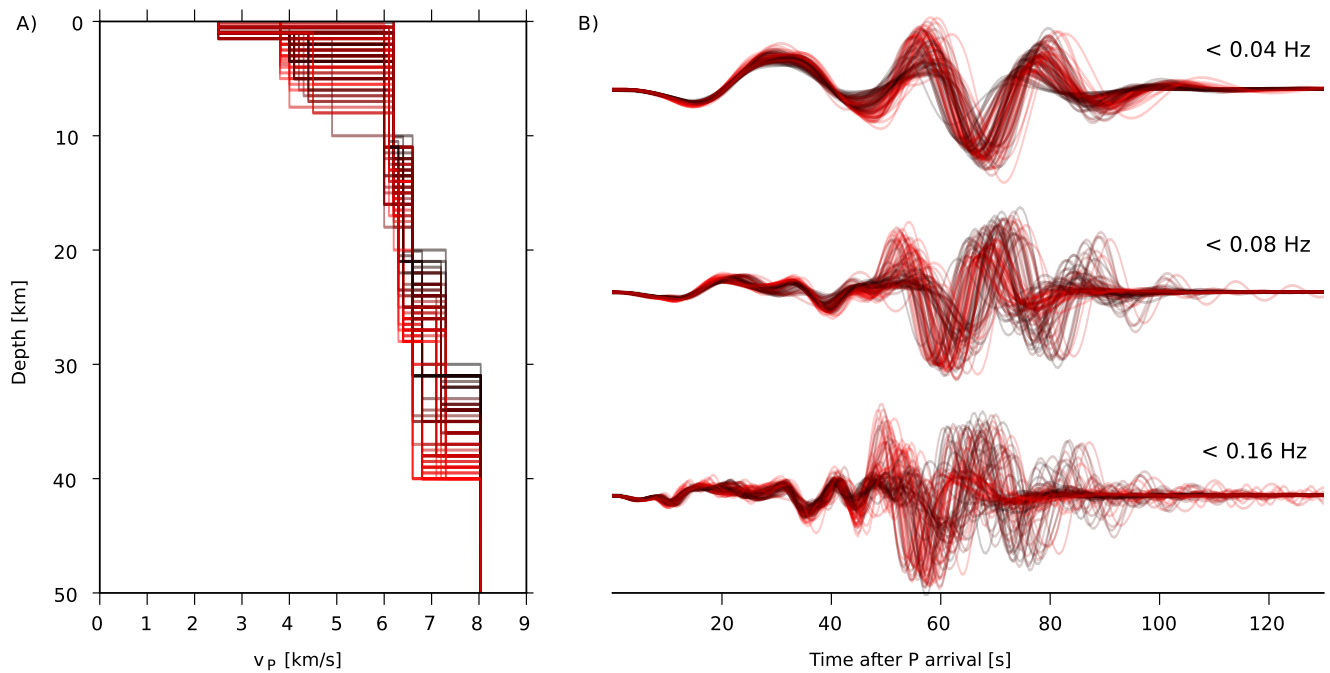 A)
0
10
20
30
40
50
Depth [km]
0 1 2 3 4 5 6 7 8 9
v P [km/s]
B)
< 0.04 Hz
< 0.08 Hz
< 0.16 Hz
20 40 60 80 100 120
Time after P arrival [s]